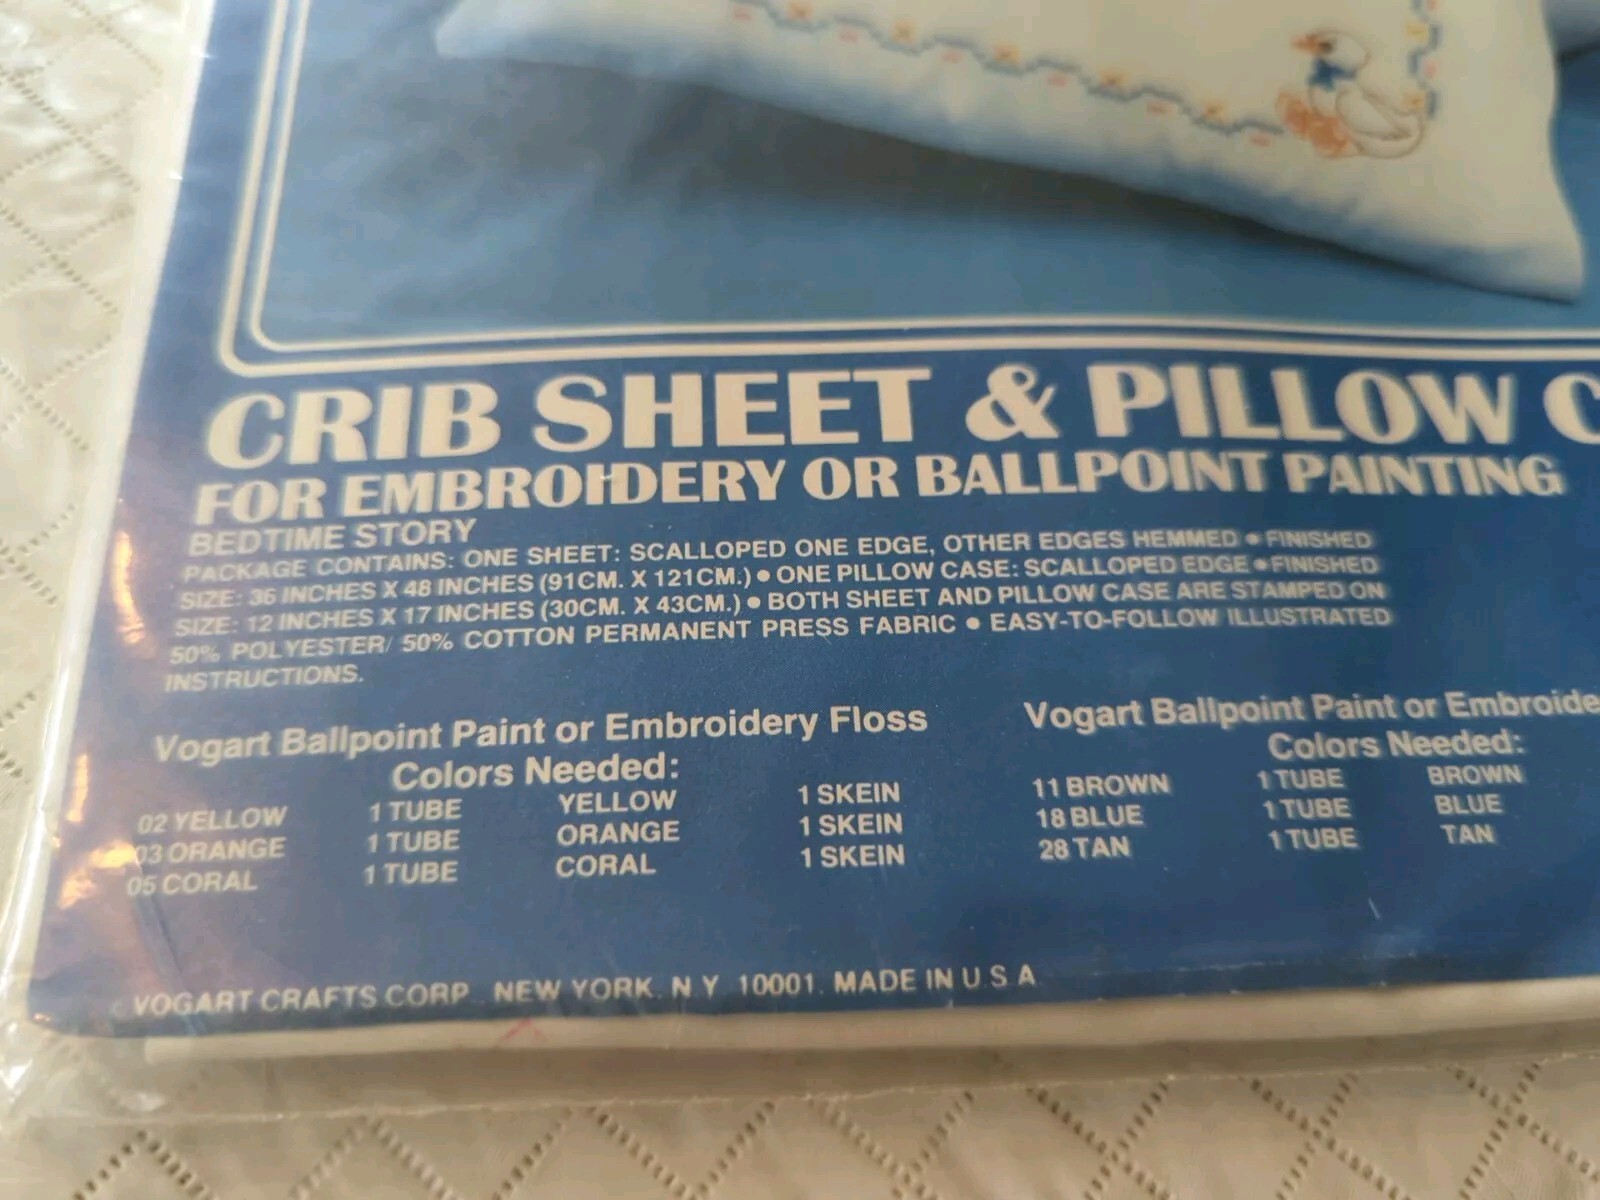 CRIB SHEET & PILLOW C
FOR EMBROIDERY OR BALLPOINT PAINTING
BEDTIME STORY
PACKAGE CONTAINS: ONE SHEET: SCALLOPED ONE EDGE, OTHER EDGES HEMMED • FINISHED
SIZE: 36 INCHES X 48 INCHES (91CM. X 121CM.) • ONE PILLOW CASE: SCALLOPED EDGE • FINISHED
SIZE: 12 INCHES X 17 INCHES (30CM. X 43CM.) • BOTH SHEET AND PILLOW CASE ARE STAMPED ON
50% POLYESTER/ 50% COTTON PERMANENT PRESS FABRIC • EASY-TO-FOLLOW ILLUSTRATED
INSTRUCTIONS.
Vogart Ballpoint Paint or Embroidery Floss
Colors Needed:
02 YELLOW 1 TUBE YELLOW 1 SKEIN
03 ORANGE 1 TUBE ORANGE 1 SKEIN
05 CORAL 1 TUBE CORAL 1 SKEIN
Vogart Ballpoint Paint or Embroide
Colors Needed:
11 BROWN 1 TUBE BROWN
18 BLUE 1 TUBE BLUE
28 TAN 1 TUBE TAN
© VOGART CRAFTS CORP. NEW YORK. N Y 10001. MADE IN U.S.A.